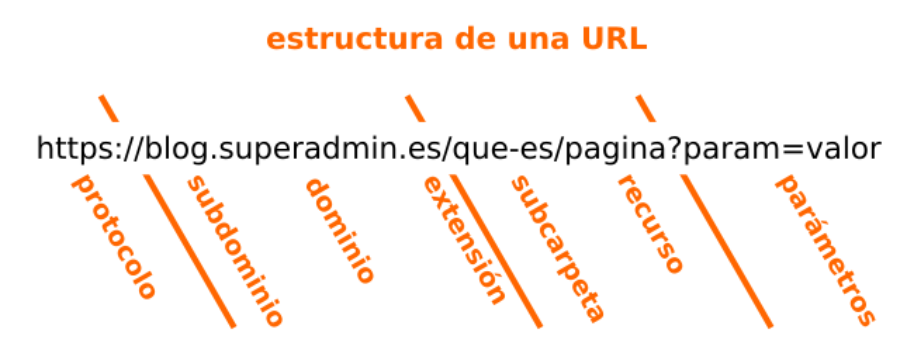 estructura de una URL
https://blog.superadmin.es/que-es/pagina?param=valor
protocolo
subdominio
dominio
extensión
subcarpeta
recurso
parámetros